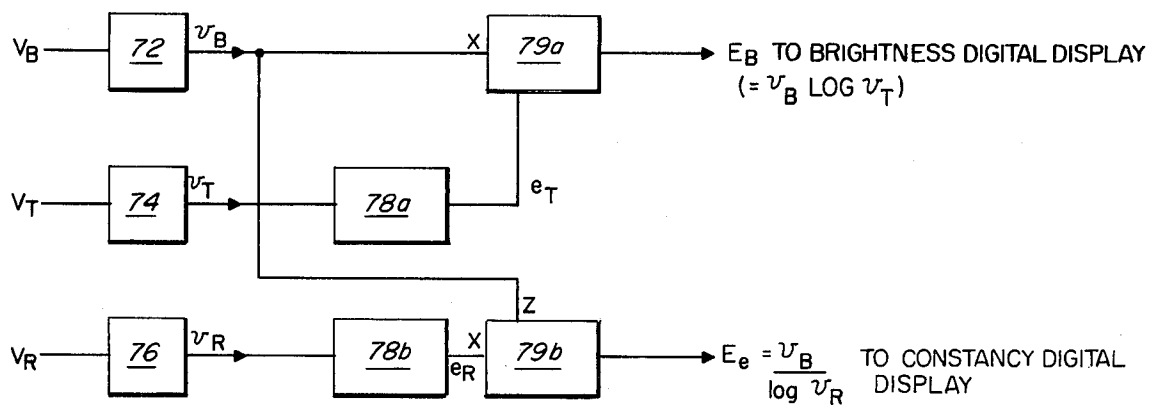 V_B 72 υ_B X 79a E_B TO BRIGHTNESS DIGITAL DISPLAY
(= υ_B LOG υ_T)
V_T 74 υ_T 78a e_T
Z
V_R 76 υ_R 78b X e_R 79b E_e = υ_B / log υ_R TO CONSTANCY DIGITAL
DISPLAY